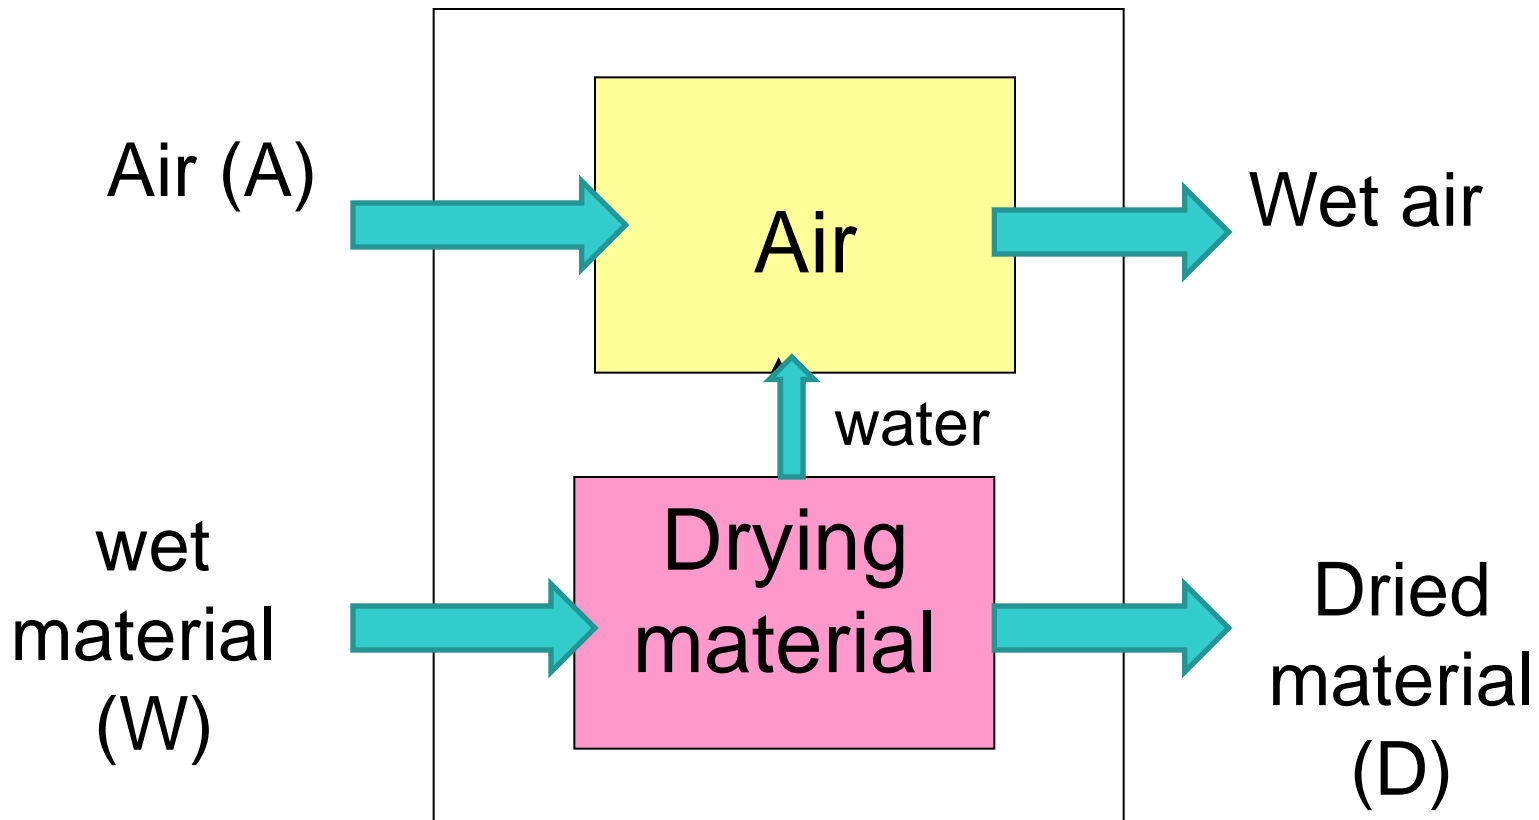 Air (A)
Air
Wet air
water
wet
material
(W)
Drying
material
Dried
material
(D)